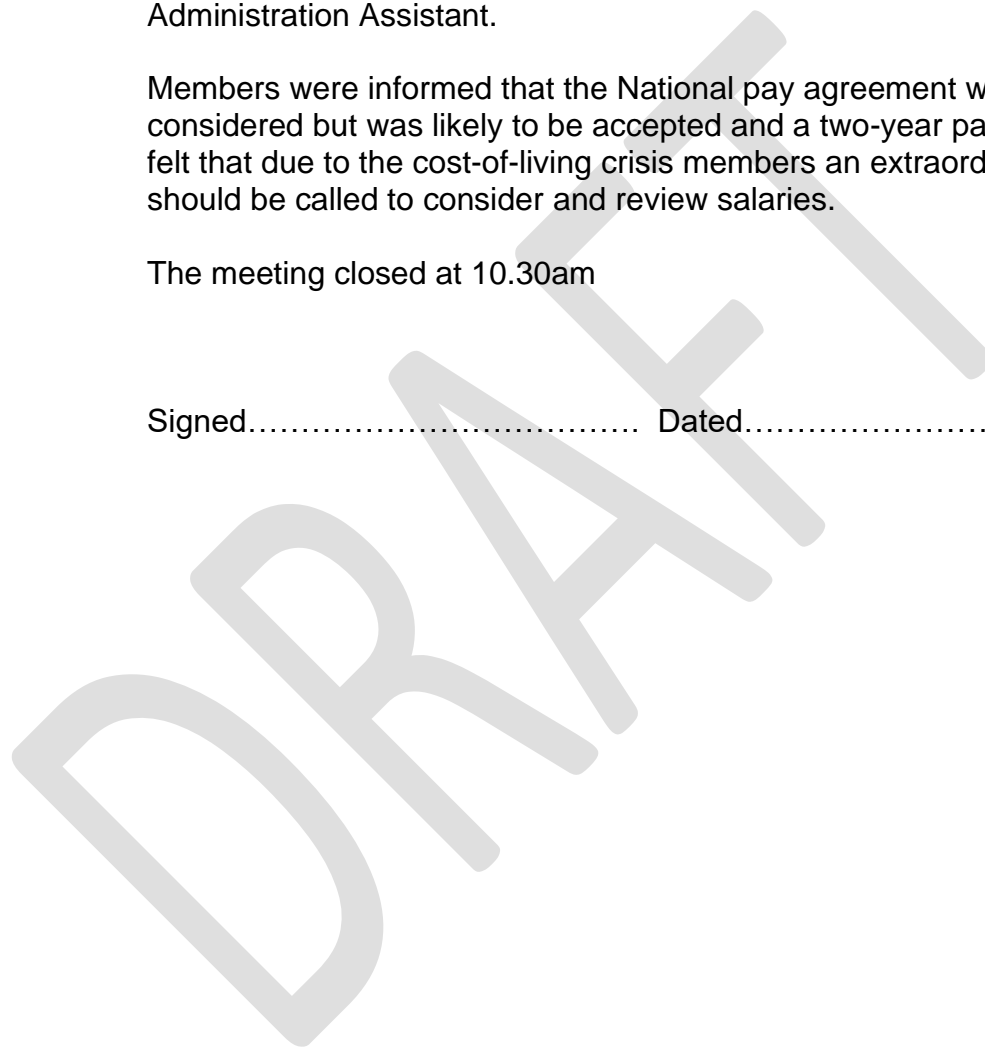 Administration Assistant.
Members were informed that the National pay agreement w
considered but was likely to be accepted and a two-year pa
felt that due to the cost-of-living crisis members an extraord
should be called to consider and review salaries.
The meeting closed at 10.30am
Signed………………………………. Dated…………………….
DRAFT